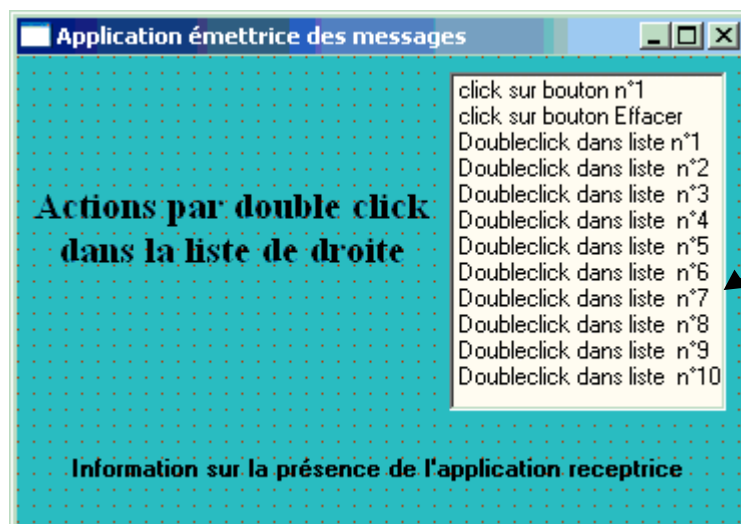 Application émettrice des messages
click sur bouton n°1
click sur bouton Effacer
Doubleclick dans liste n°1
Doubleclick dans liste n°2
Doubleclick dans liste n°3
Doubleclick dans liste n°4
Doubleclick dans liste n°5
Doubleclick dans liste n°6
Doubleclick dans liste n°7
Doubleclick dans liste n°8
Doubleclick dans liste n°9
Doubleclick dans liste n°10
Actions par double click
dans la liste de droite
Information sur la présence de l'application receptrice